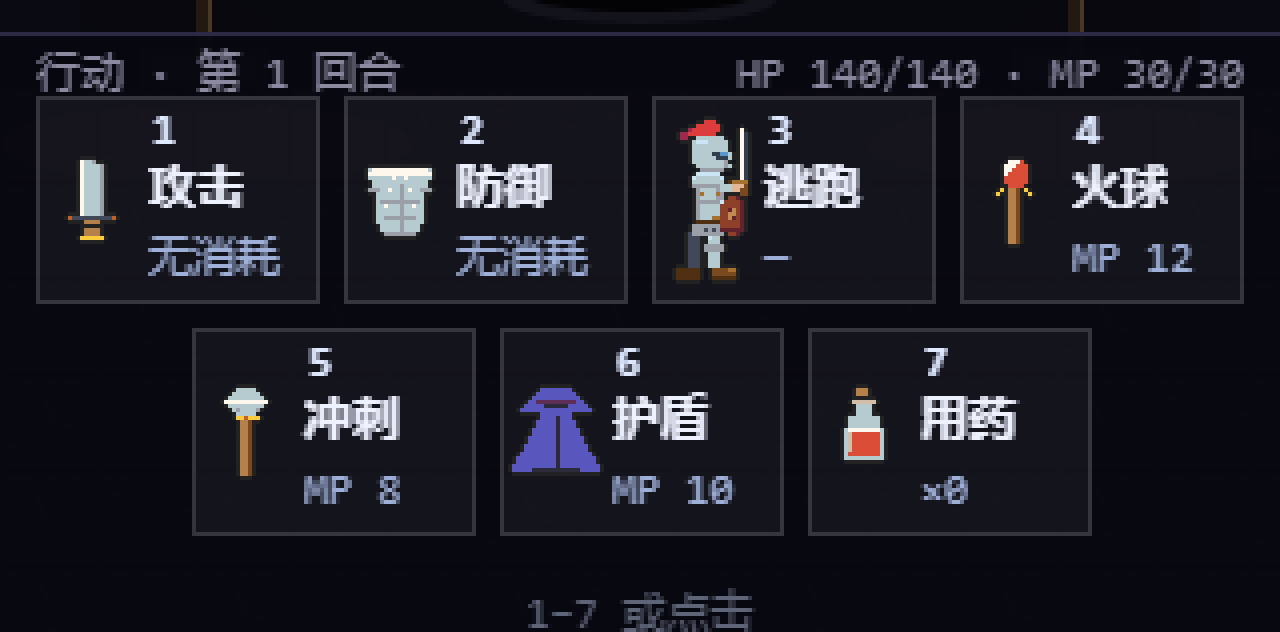 行动 · 第 1 回合
HP 140/140 · MP 30/30
1
攻击
无消耗
2
防御
无消耗
3
逃跑
—
4
火球
MP 12
5
冲刺
MP 8
6
护盾
MP 10
7
用药
×0
1-7 或点击